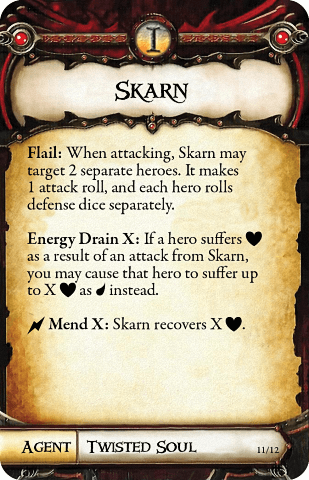 I
Skarn
Flail: When attacking, Skarn may
target 2 separate heroes. It makes
1 attack roll, and each hero rolls
defense dice separately.
Energy Drain X: If a hero suffers ♥
as a result of an attack from Skarn,
you may cause that hero to suffer up
to X ♥ as 💧 instead.
⚡ Mend X: Skarn recovers X ♥.
Agent Twisted Soul 11/12